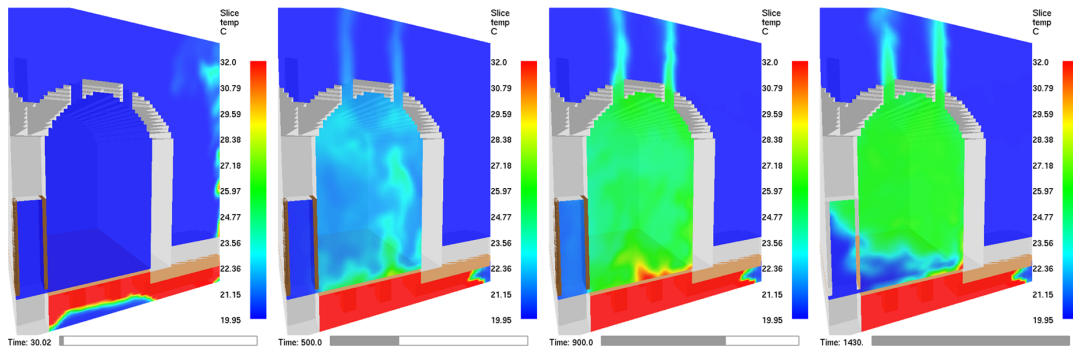 Slice
temp
C
32.0
30.79
29.59
28.38
27.18
25.97
24.77
23.56
22.36
21.15
19.95
Time: 30.02
Slice
temp
C
32.0
30.79
29.59
28.38
27.18
25.97
24.77
23.56
22.36
21.15
19.95
Time: 500.0
Slice
temp
C
32.0
30.79
29.59
28.38
27.18
25.97
24.77
23.56
22.36
21.15
19.95
Time: 900.0
Slice
temp
C
32.0
30.79
29.59
28.38
27.18
25.97
24.77
23.56
22.36
21.15
19.95
Time: 1430.